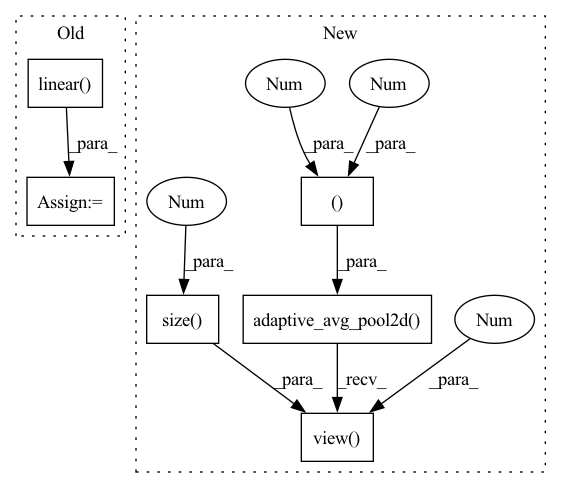 Old
New
linear()
Num
Num
_para_
_para_
_para_
Assign:=
Num
()
_para_
_para_
size()
adaptive_avg_pool2d()
Num
_para_
_recv_
_para_
view()